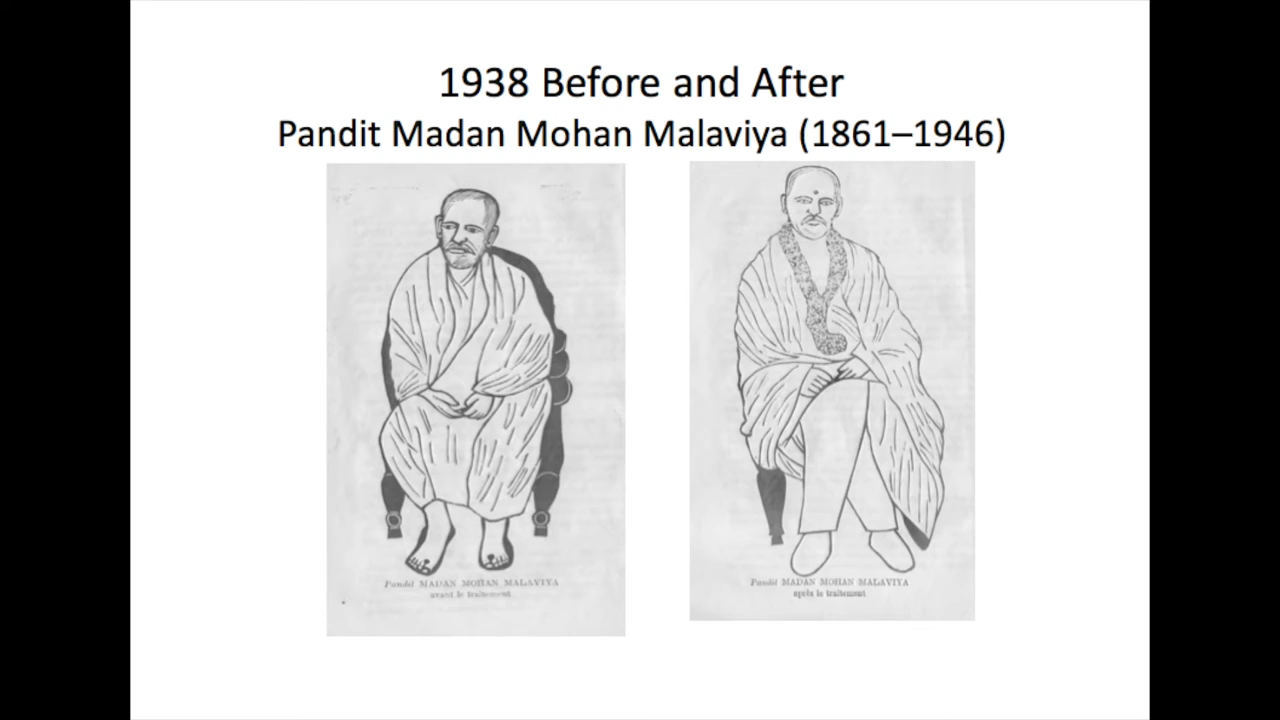 1938 Before and After
Pandit Madan Mohan Malaviya (1861–1946)
Pandit MADAN MOHAN MALAVIYA
avant le traitement
Pandit MADAN MOHAN MALAVIYA
après le traitement